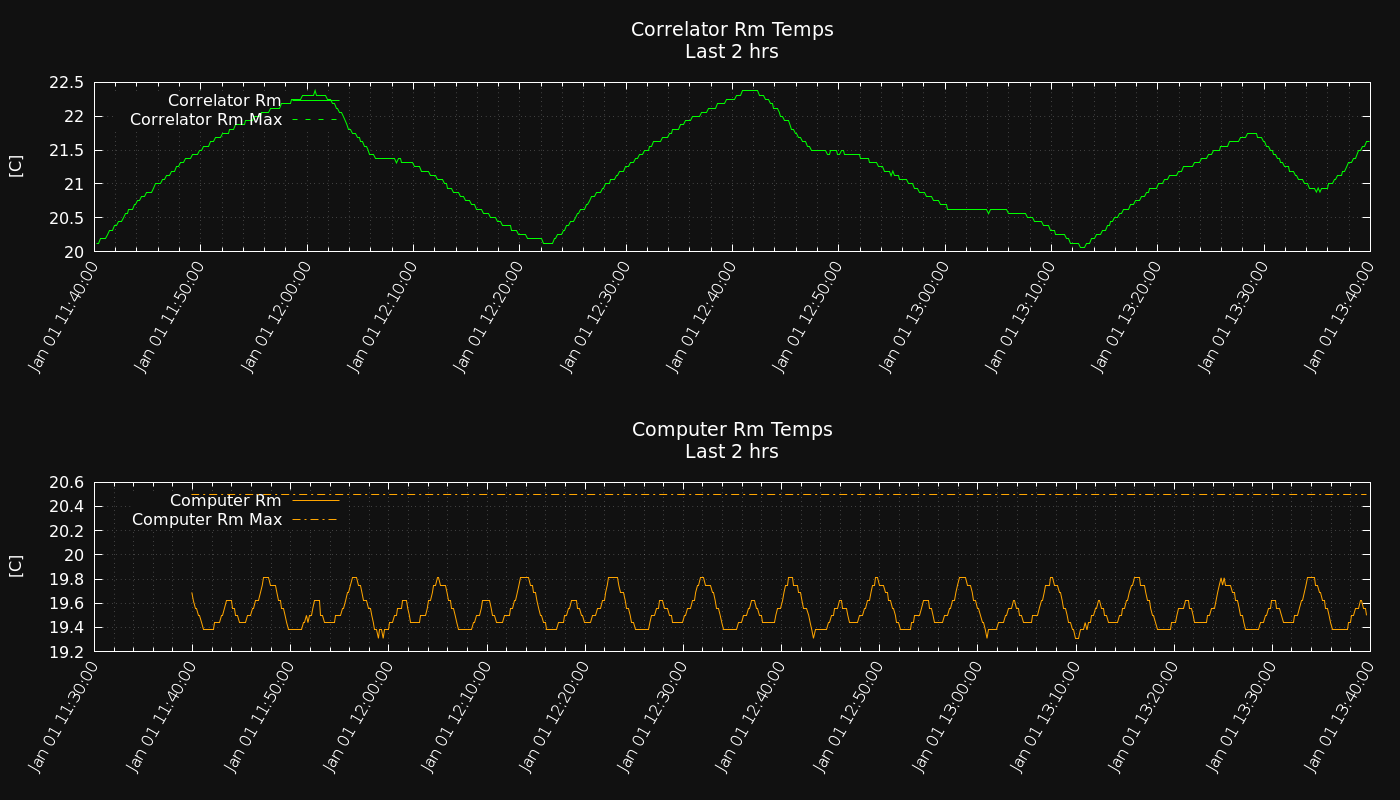 Correlator Rm Temps
Last 2 hrs
22.5
22
21.5
21
20.5
20
[C]
Correlator Rm
Correlator Rm Max
Jan 01 11:40:00
Jan 01 11:50:00
Jan 01 12:00:00
Jan 01 12:10:00
Jan 01 12:20:00
Jan 01 12:30:00
Jan 01 12:40:00
Jan 01 12:50:00
Jan 01 13:00:00
Jan 01 13:10:00
Jan 01 13:20:00
Jan 01 13:30:00
Jan 01 13:40:00
Computer Rm Temps
Last 2 hrs
20.6
20.4
20.2
20
19.8
19.6
19.4
19.2
[C]
Computer Rm
Computer Rm Max
Jan 01 11:30:00
Jan 01 11:40:00
Jan 01 11:50:00
Jan 01 12:00:00
Jan 01 12:10:00
Jan 01 12:20:00
Jan 01 12:30:00
Jan 01 12:40:00
Jan 01 12:50:00
Jan 01 13:00:00
Jan 01 13:10:00
Jan 01 13:20:00
Jan 01 13:30:00
Jan 01 13:40:00